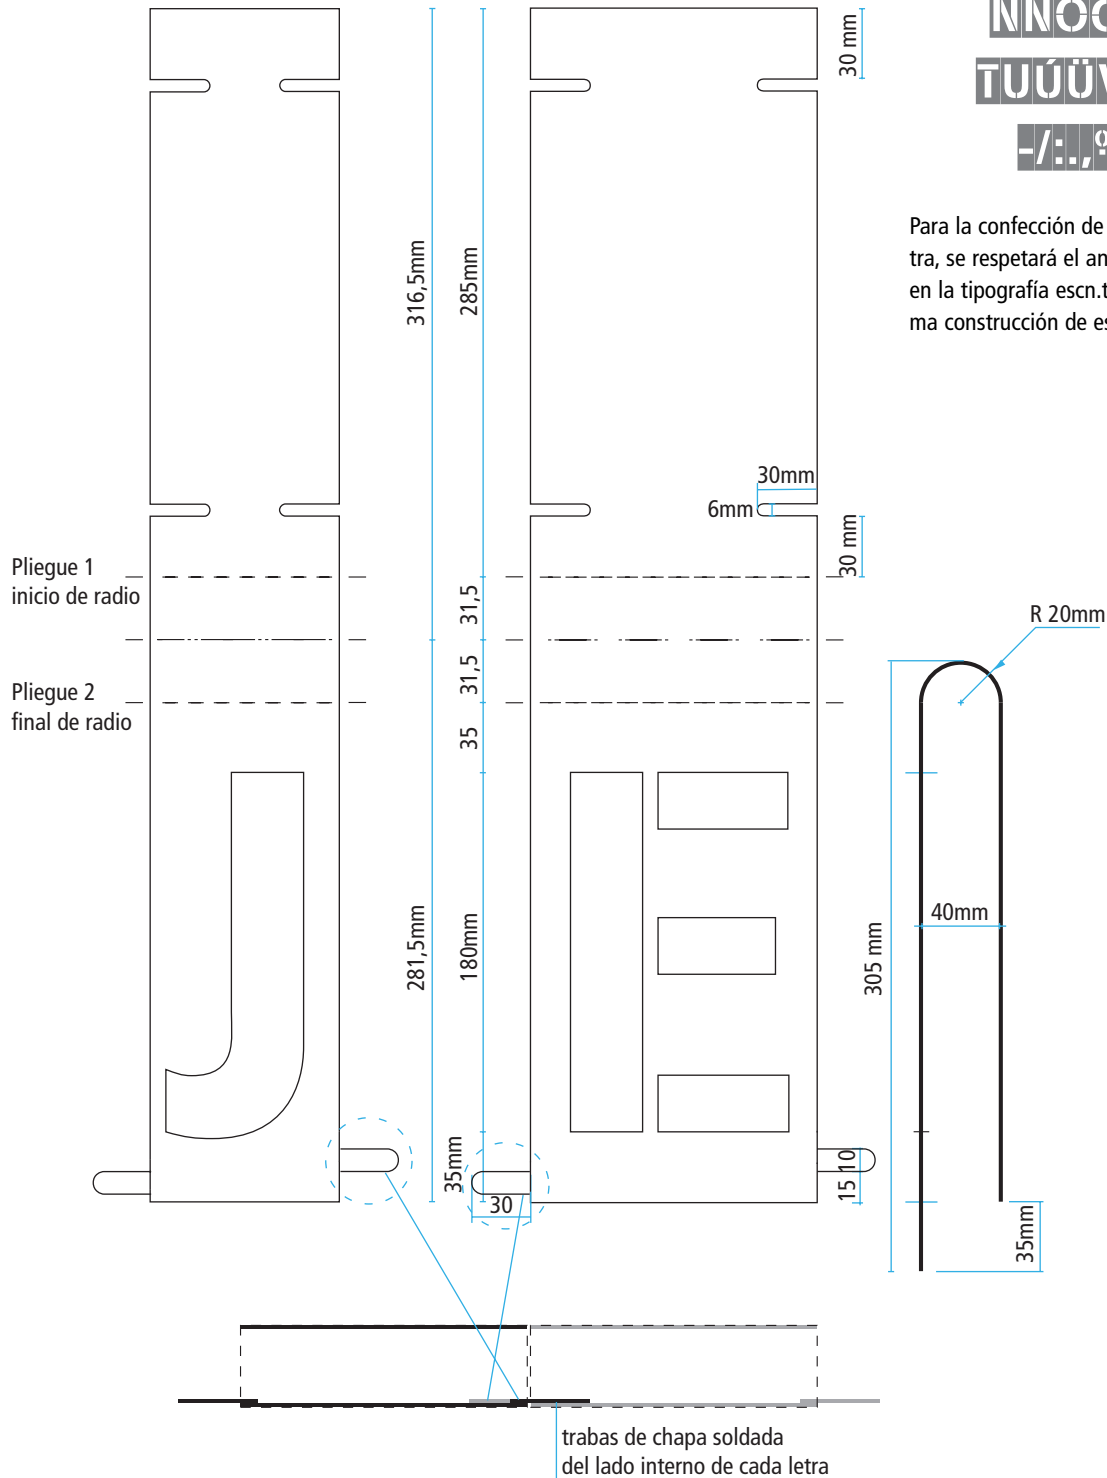 NNOC
TUÚÜV
-/:.,º
Para la confección de
tra, se respetará el an
en la tipografía escn.t
ma construcción de es
30 mm
316,5mm
285mm
30mm
6mm
30 mm
Pliegue 1
inicio de radio
31,5
R 20mm
31,5
Pliegue 2
final de radio
35
40mm
281,5mm
180mm
305 mm
35mm
30
15 10
35mm
trabas de chapa soldada
del lado interno de cada letra